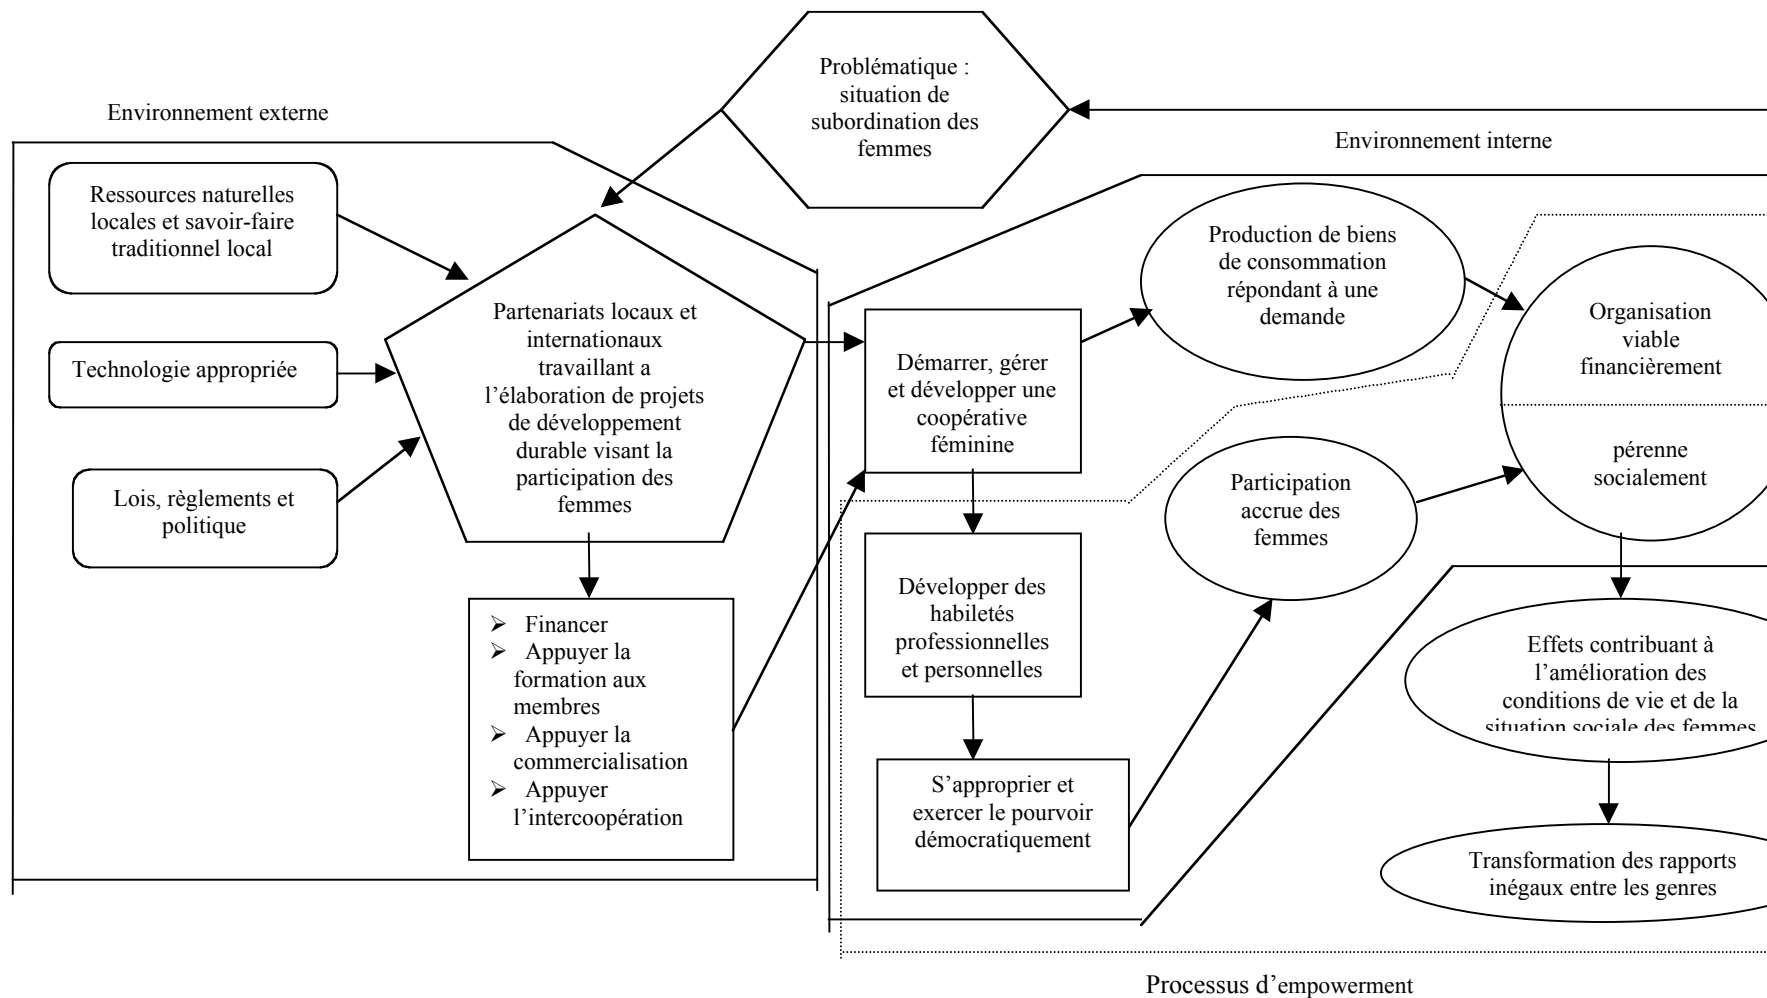 Problématique :
situation de
subordination des
femmes
Environnement externe
Environnement interne
Ressources naturelles
locales et savoir-faire
traditionnel local
Technologie appropriée
Lois, règlements et
politique
Partenariats locaux et
internationaux
travaillant a
l’élaboration de projets
de développement
durable visant la
participation des
femmes
➢ Financer
➢ Appuyer la
formation aux
membres
➢ Appuyer la
commercialisation
➢ Appuyer
l’intercoopération
Démarrer, gérer
et développer une
coopérative
féminine
Développer des
habiletés
professionnelles
et personnelles
S’approprier et
exercer le pourvoir
démocratiquement
Production de biens
de consommation
répondant à une
demande
Participation
accrue des
femmes
Organisation
viable
financièrement
pérenne
socialement
Effets contribuant à
l’amélioration des
conditions de vie et de la
situation sociale des femmes
Transformation des rapports
inégaux entre les genres
Processus d’empowerment